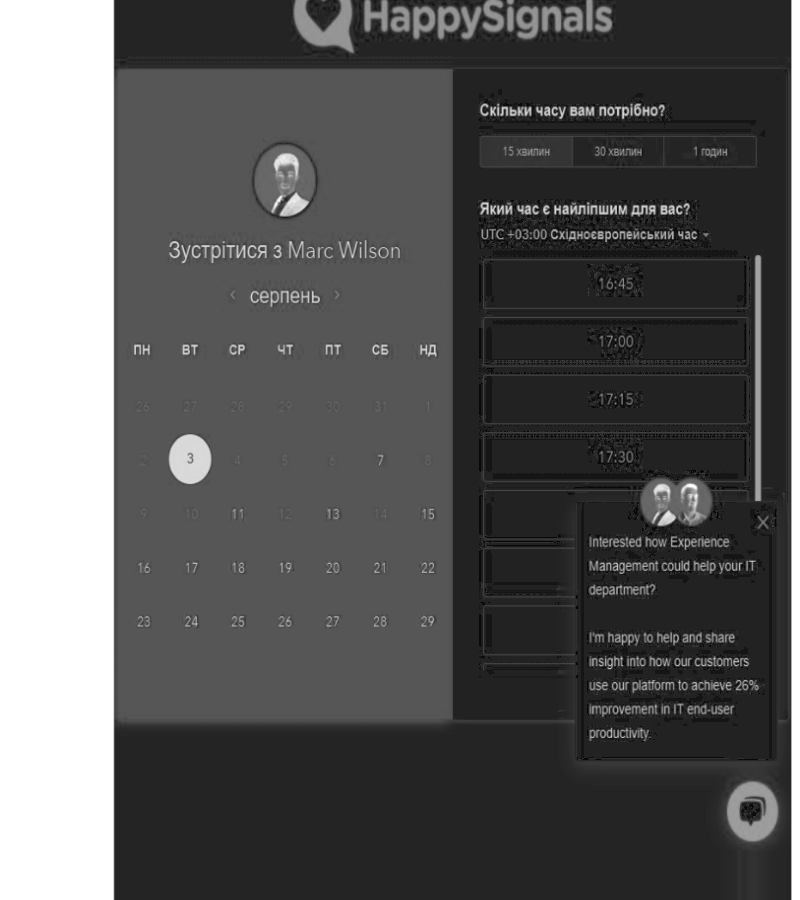 HappySignals
Зустрітися з Marc Wilson
‹ серпень ›
ПН ВТ СР ЧТ ПТ СБ НД
26 27 28 29 30 31 1
2 3 4 5 6 7 8
9 10 11 12 13 14 15
16 17 18 19 20 21 22
23 24 25 26 27 28 29
Скільки часу вам потрібно?
15 хвилин 30 хвилин 1 годин
Який час є найліпшим для вас?
UTC +03:00 Східноєвропейський час
16:45
17:00
17:15
17:30
Interested how Experience
Management could help your IT
department?
I'm happy to help and share
insight into how our customers
use our platform to achieve 26%
improvement in IT end-user
productivity.